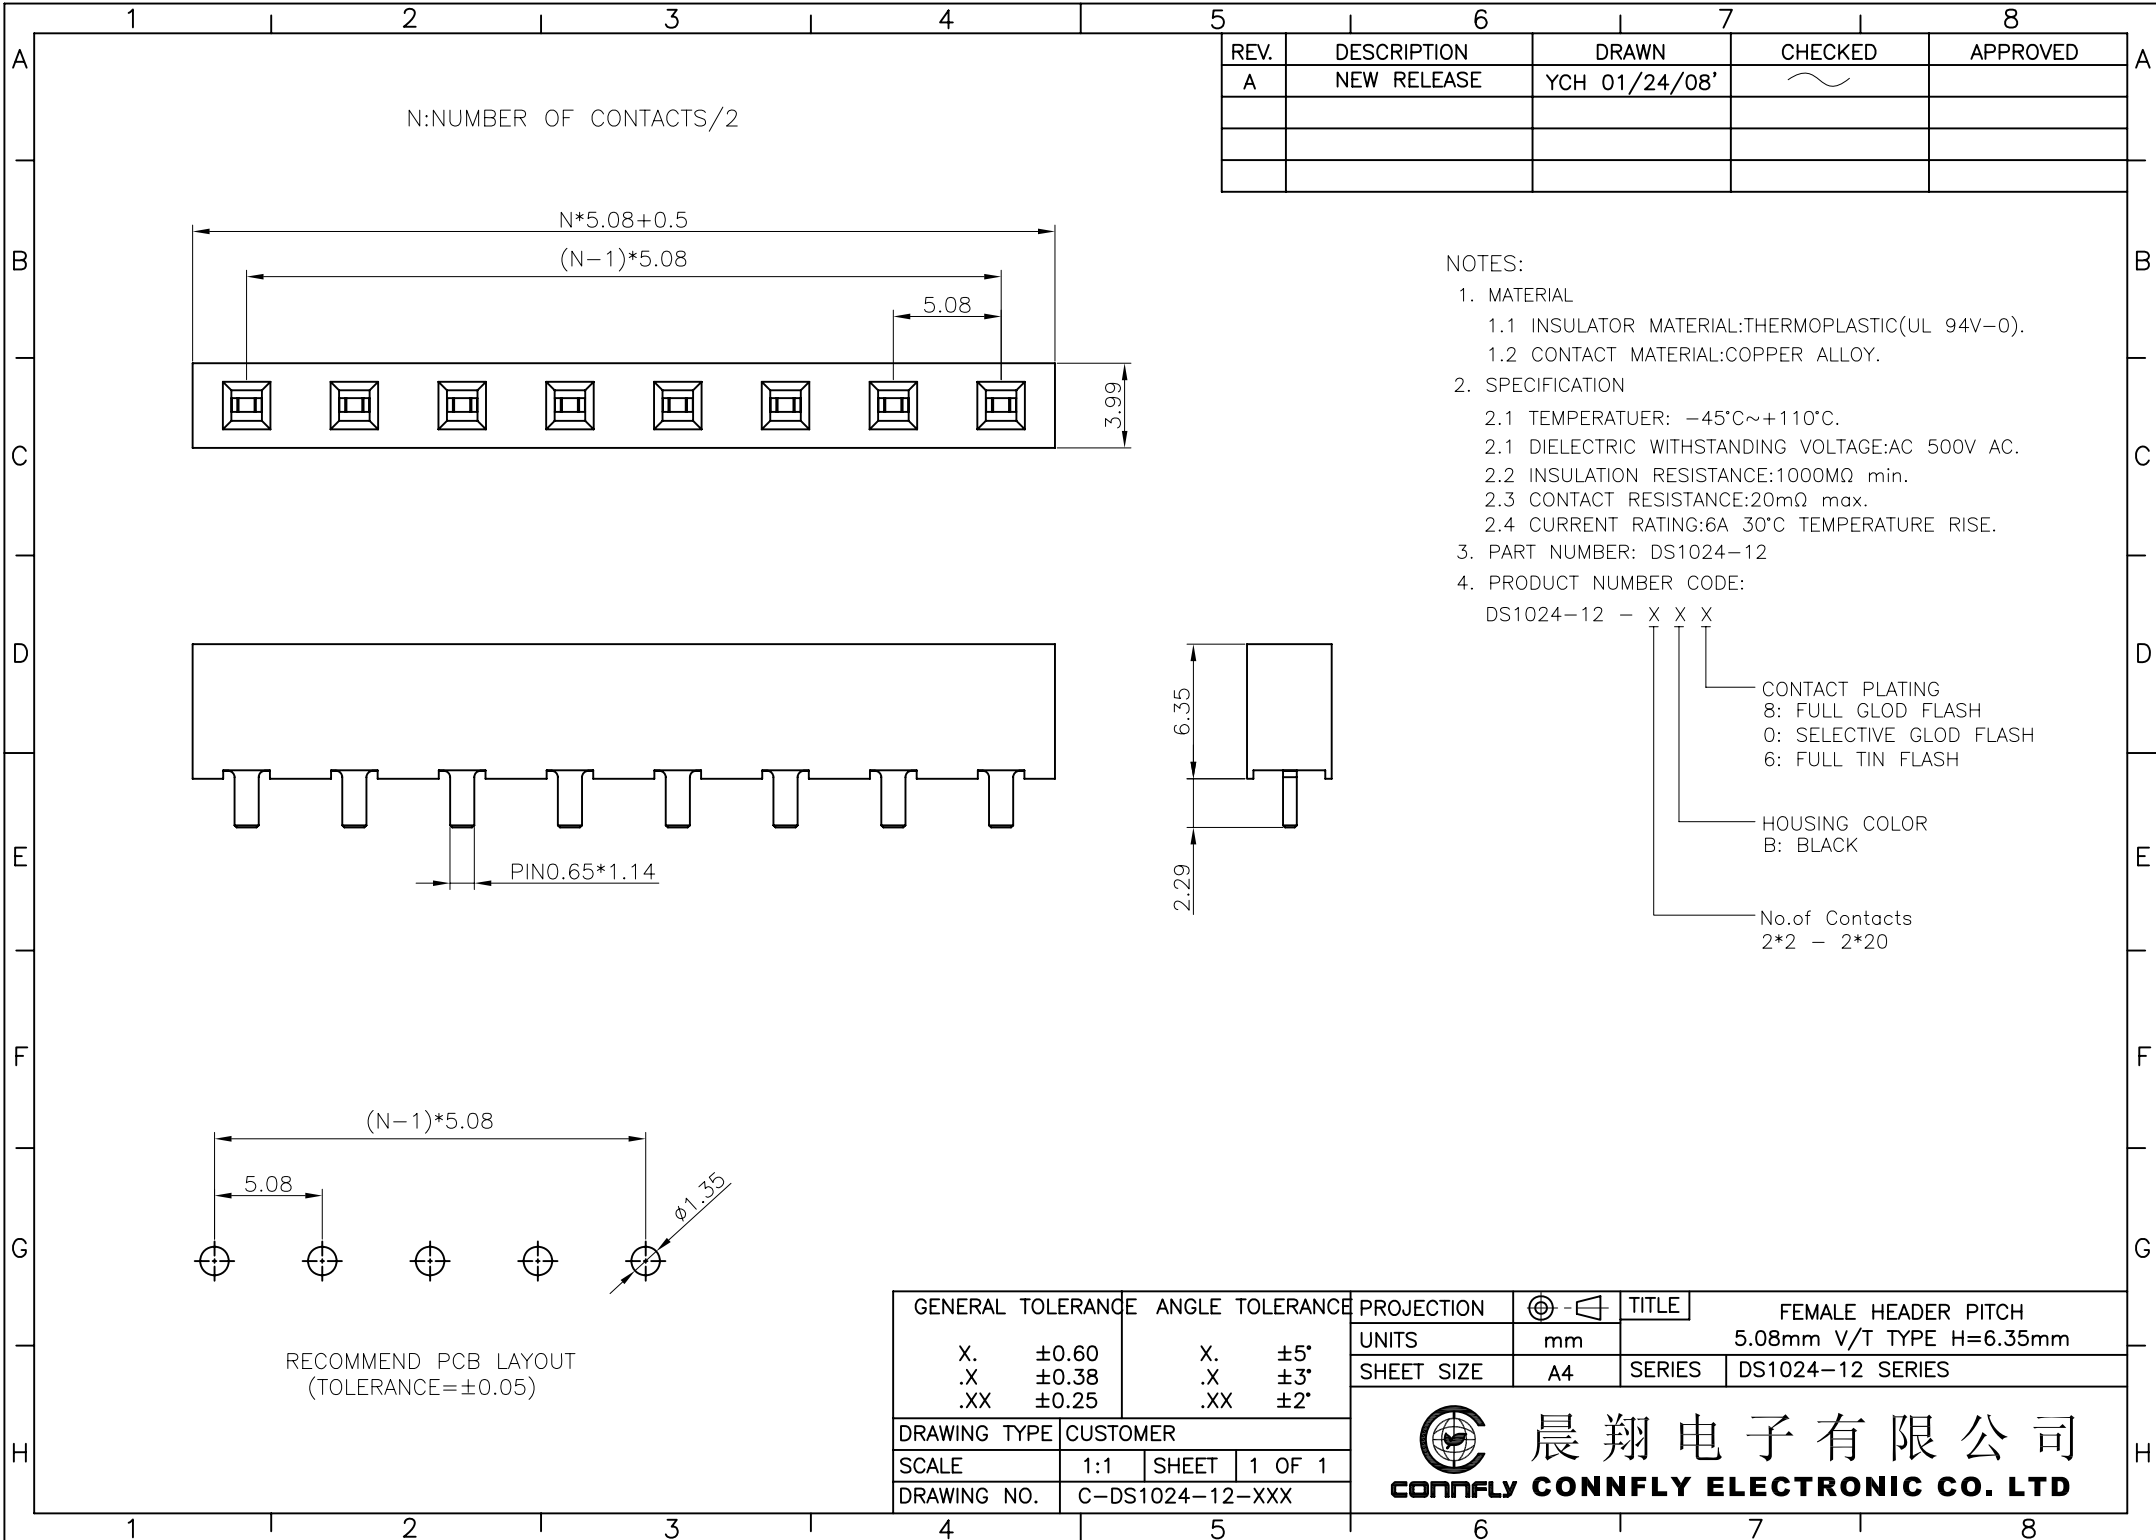 1 2 3 4 5 6 7 8
A A
B B
C C
D D
E E
F F
G G
H H
REV. DESCRIPTION DRAWN CHECKED APPROVED
A NEW RELEASE YCH 01/24/08'
N:NUMBER OF CONTACTS/2
N*5.08+0.5
(N-1)*5.08
5.08
3.99
NOTES:
1. MATERIAL
1.1 INSULATOR MATERIAL:THERMOPLASTIC(UL 94V-0).
1.2 CONTACT MATERIAL:COPPER ALLOY.
2. SPECIFICATION
2.1 TEMPERATUER: -45°C~+110°C.
2.1 DIELECTRIC WITHSTANDING VOLTAGE:AC 500V AC.
2.2 INSULATION RESISTANCE:1000MΩ min.
2.3 CONTACT RESISTANCE:20mΩ max.
2.4 CURRENT RATING:6A 30°C TEMPERATURE RISE.
3. PART NUMBER: DS1024-12
4. PRODUCT NUMBER CODE:
DS1024-12 - X X X
CONTACT PLATING
8: FULL GLOD FLASH
0: SELECTIVE GLOD FLASH
6: FULL TIN FLASH
HOUSING COLOR
B: BLACK
No.of Contacts
2*2 - 2*20
6.35
2.29
PIN0.65*1.14
(N-1)*5.08
5.08
ø1.35
RECOMMEND PCB LAYOUT
(TOLERANCE=±0.05)
GENERAL TOLERANCE ANGLE TOLERANCE
X. ±0.60 X. ±5°
.X ±0.38 .X ±3°
.XX ±0.25 .XX ±2°
DRAWING TYPE CUSTOMER
SCALE 1:1 SHEET 1 OF 1
DRAWING NO. C-DS1024-12-XXX
PROJECTION TITLE FEMALE HEADER PITCH
UNITS mm 5.08mm V/T TYPE H=6.35mm
SHEET SIZE A4 SERIES DS1024-12 SERIES
晨翔电子有限公司
CONNFLY CONNFLY ELECTRONIC CO. LTD
1 2 3 4 5 6 7 8